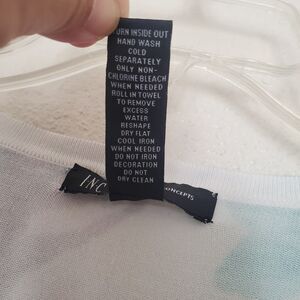 TURN INSIDE OUT
HAND WASH
COLD
SEPARATELY
ONLY NON-
CHLORINE BLEACH
WHEN NEEDED
ROLL IN TOWEL
TO REMOVE
EXCESS
WATER
RESHAPE
DRY FLAT
COOL IRON
WHEN NEEDED
DO NOT IRON
DECORATION
DO NOT
DRY CLEAN
INC
CONCEPTS